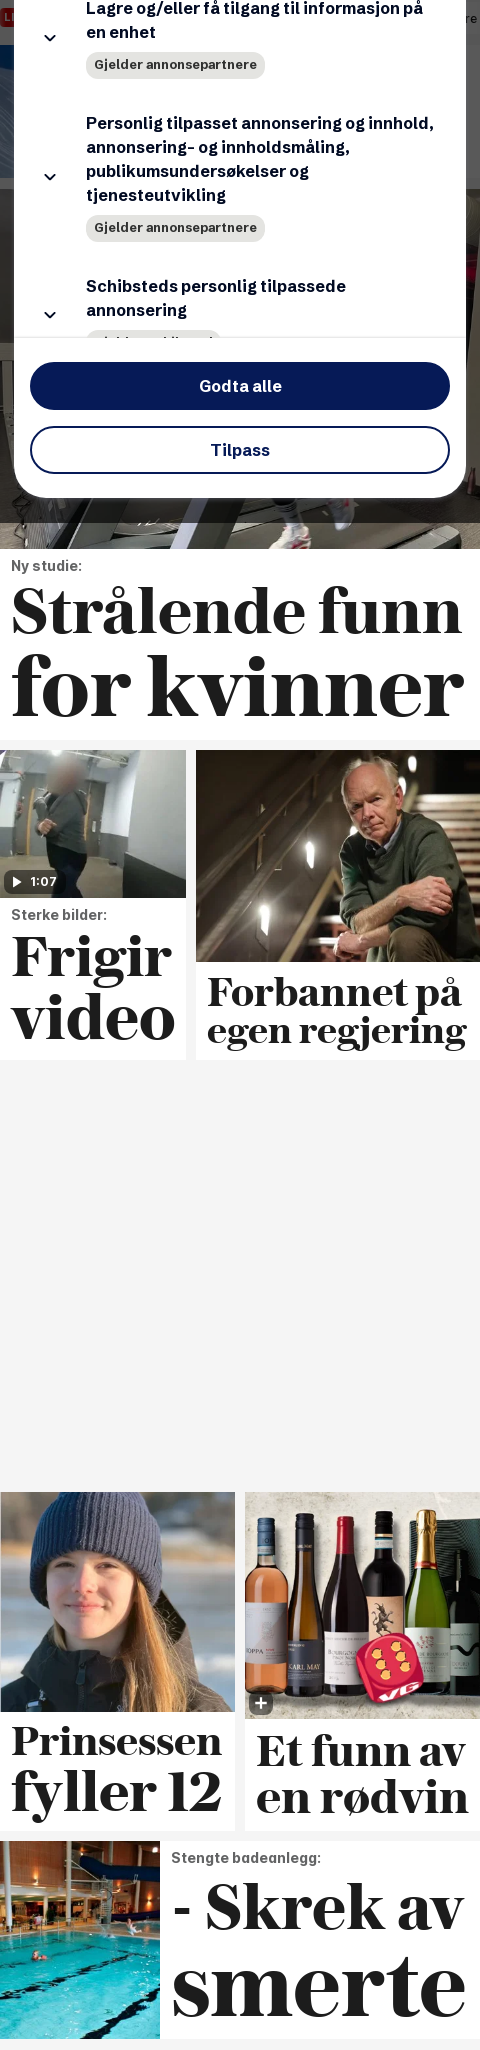 Lagre og/eller få tilgang til informasjon på
en enhet
Gjelder annonsepartnere
Personlig tilpasset annonsering og innhold,
annonsering- og innholdsmåling,
publikumsundersøkelser og
tjenesteutvikling
Gjelder annonsepartnere
Schibsteds personlig tilpassede
annonsering
Godta alle
Tilpass
Ny studie:
Strålende funn
for kvinner
1:07
Sterke bilder:
Frigir
video
Forbannet på
egen regjering
KARL MAY
VG
Prinsessen
fyller 12
Et funn av
en rødvin
Stengte badeanlegg:
- Skrek av
smerte